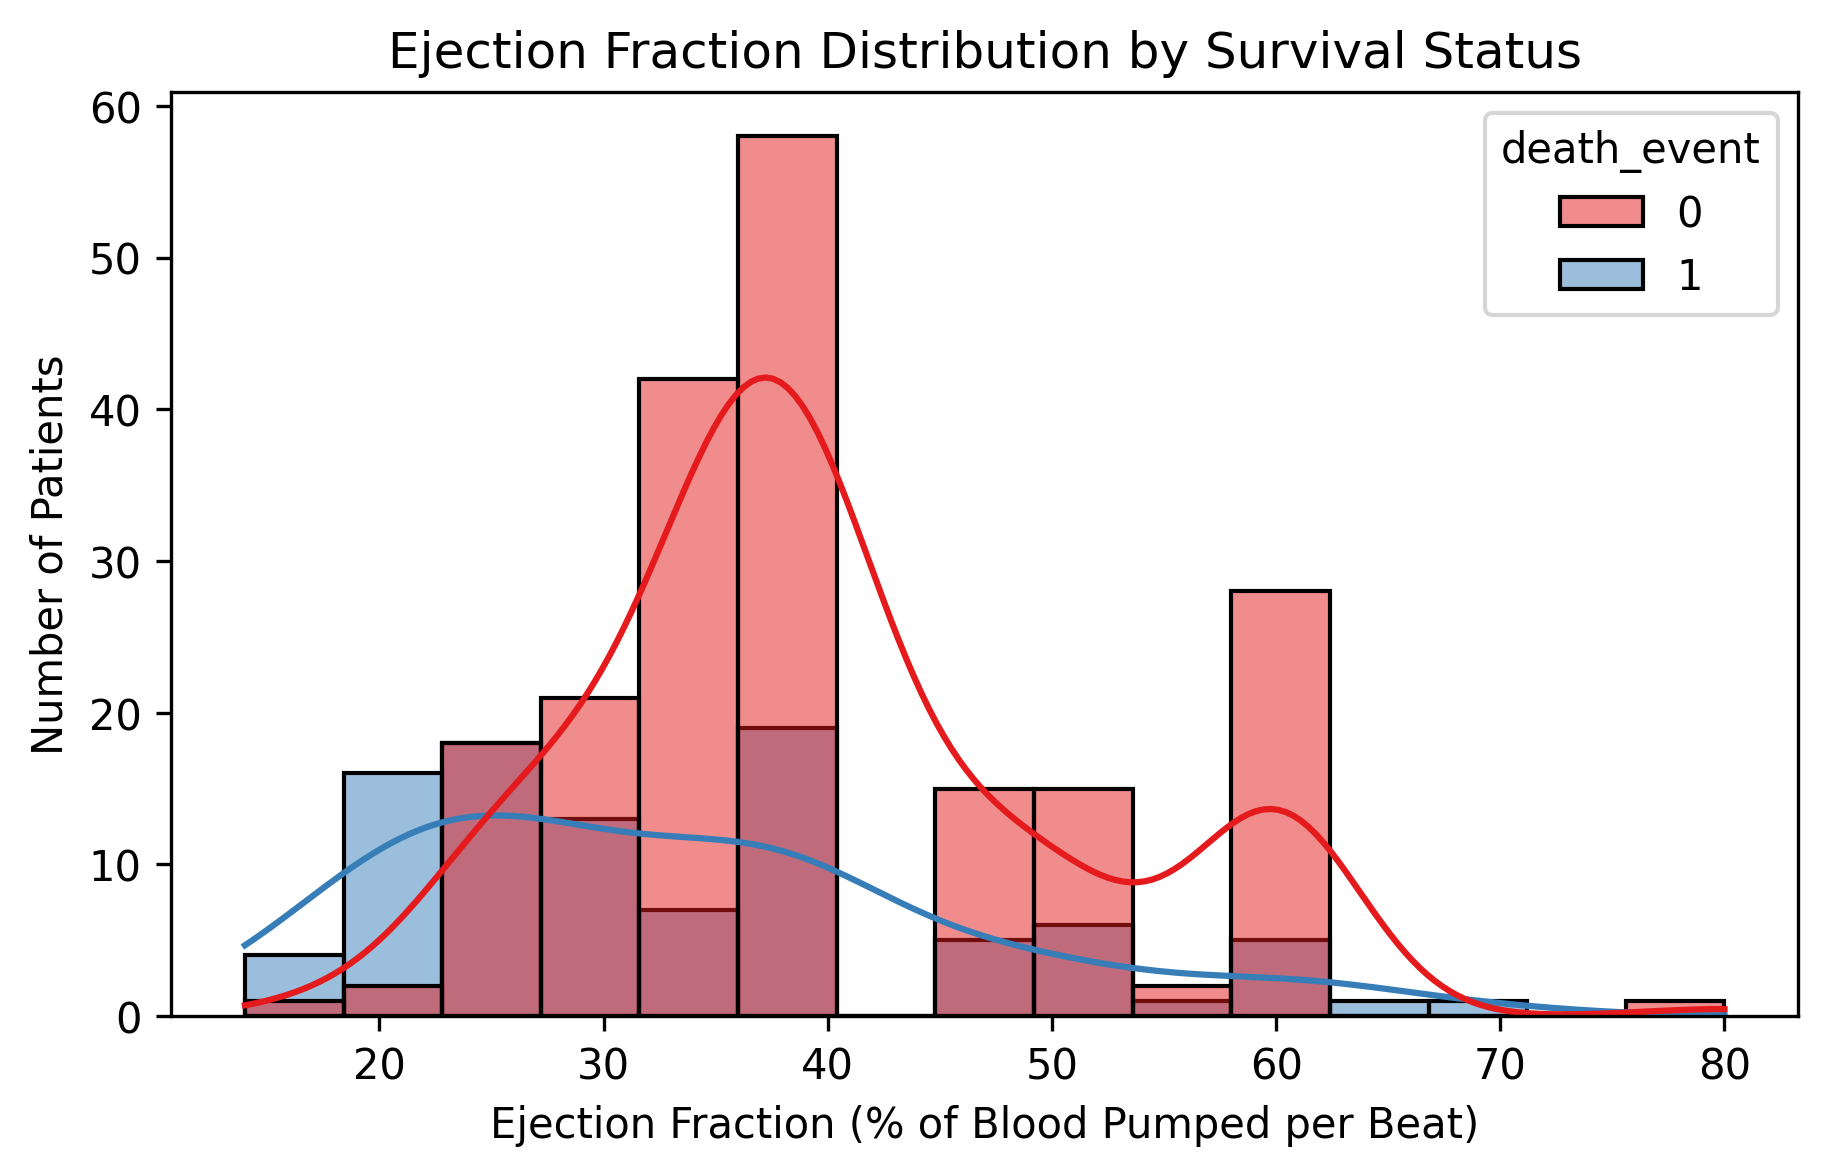 Ejection Fraction Distribution by Survival Status
60
50
40
30
20
10
0
Number of Patients
death_event
0
1
20 30 40 50 60 70 80
Ejection Fraction (% of Blood Pumped per Beat)